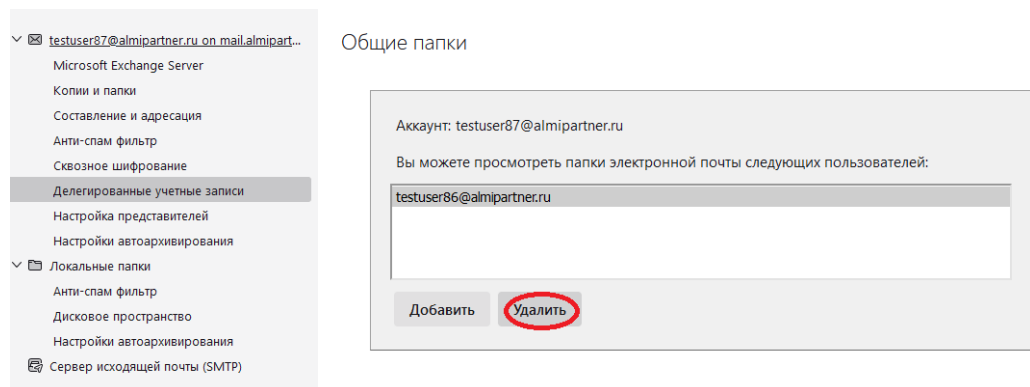 testuser87@almipartner.ru on mail.almipart...
Microsoft Exchange Server
Копии и папки
Составление и адресация
Анти-спам фильтр
Сквозное шифрование
Делегированные учетные записи
Настройка представителей
Настройки автоархивирования
Локальные папки
Анти-спам фильтр
Дисковое пространство
Настройки автоархивирования
Сервер исходящей почты (SMTP)
Общие папки
Аккаунт: testuser87@almipartner.ru
Вы можете просмотреть папки электронной почты следующих пользователей:
testuser86@almipartner.ru
Добавить Удалить